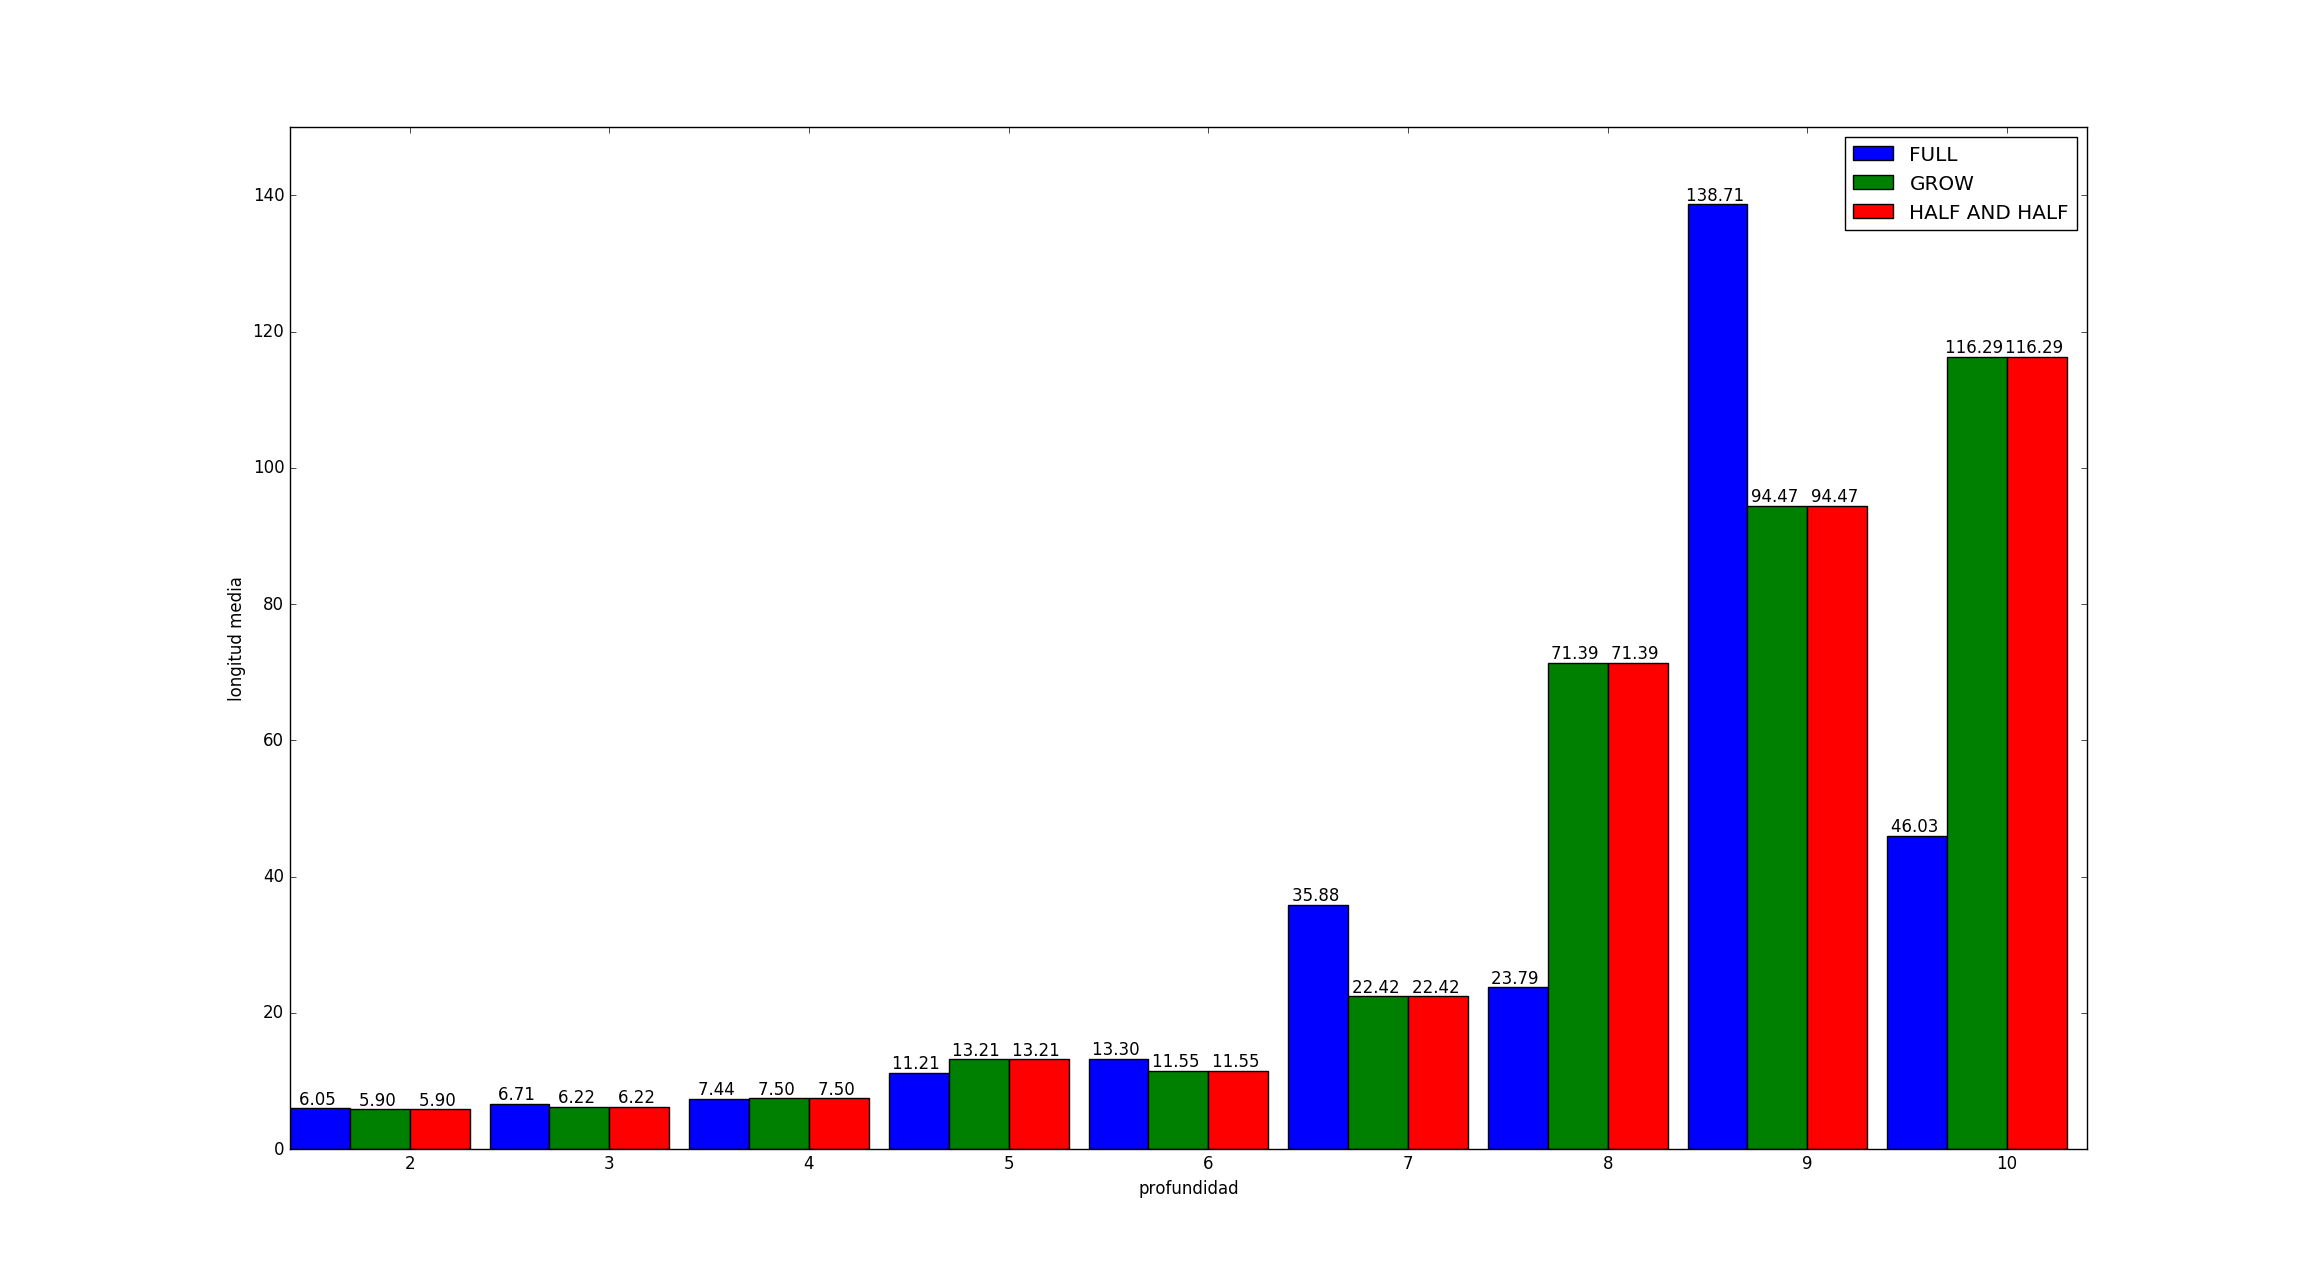 FULL
GROW
HALF AND HALF
140
120
100
80
60
40
20
0
longitud media
6.05 5.90 5.90
6.71 6.22 6.22
7.44 7.50 7.50
11.21 13.21 13.21
13.30 11.55 11.55
35.88 22.42 22.42
23.79 71.39 71.39
138.71 94.47 94.47
46.03 116.29 116.29
2 3 4 5 6 7 8 9 10
profundidad